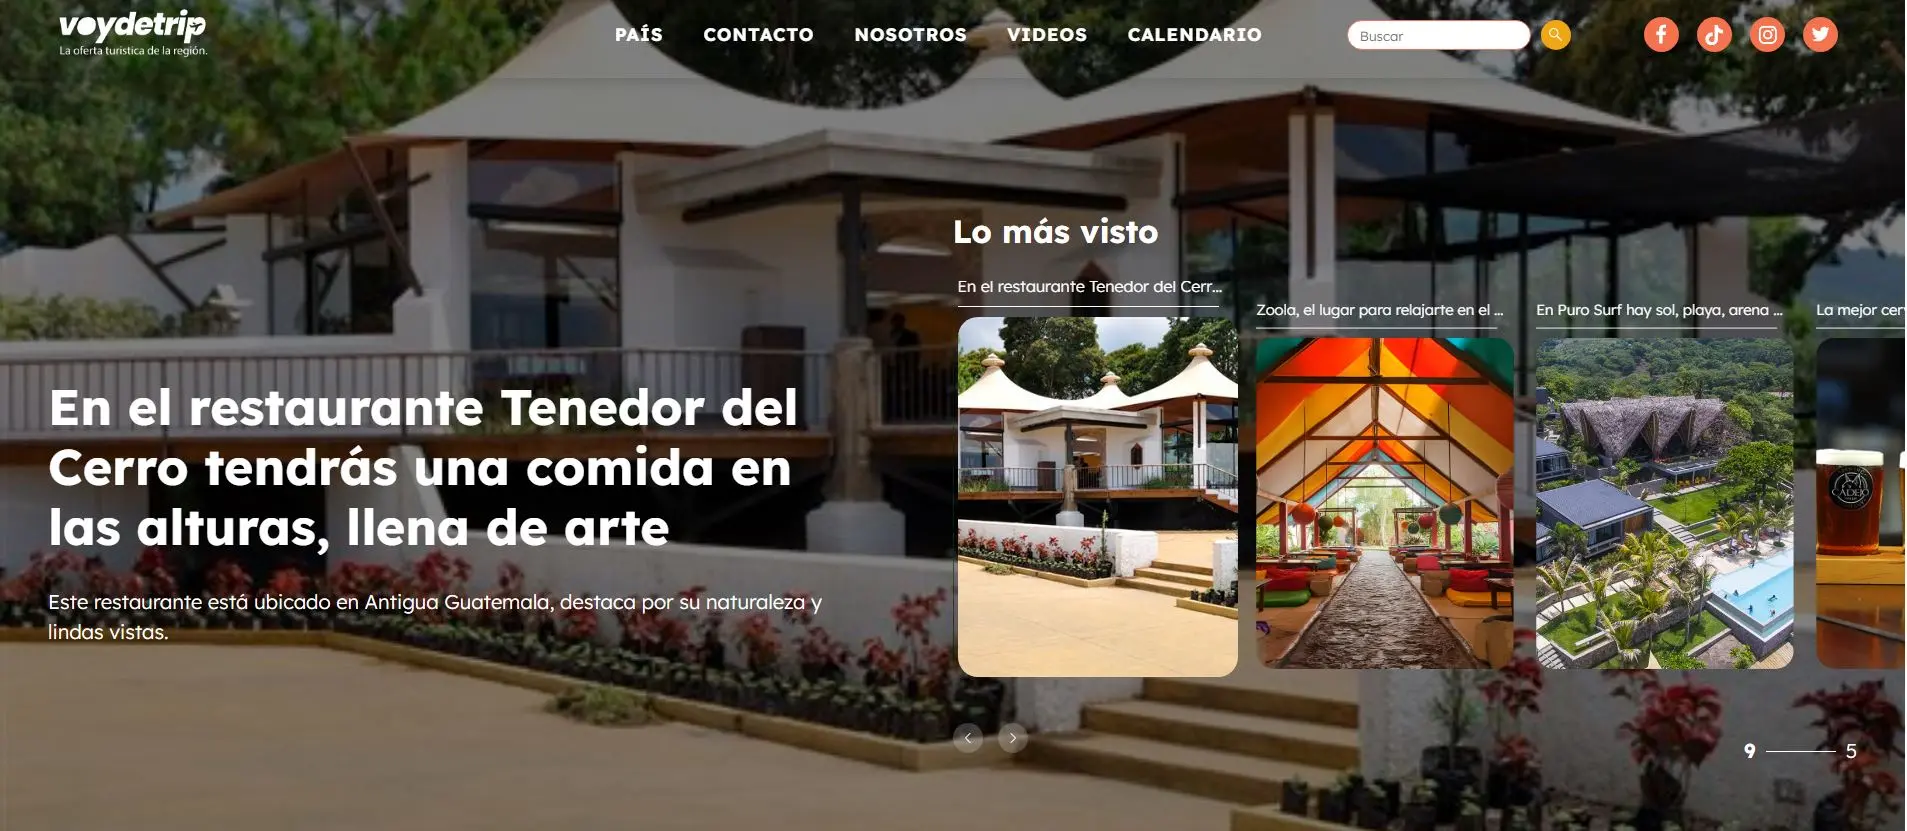 voydetrip
La oferta turistica de la región.
PAÍS
CONTACTO
NOSOTROS
VIDEOS
CALENDARIO
Buscar
Lo más visto
En el restaurante Tenedor del Cerr...
Zoola, el lugar para relajarte en el ...
En Puro Surf hay sol, playa, arena ...
La mejor cer
CADEJO
En el restaurante Tenedor del
Cerro tendrás una comida en
las alturas, llena de arte
Este restaurante está ubicado en Antigua Guatemala, destaca por su naturaleza y
lindas vistas.
9
5